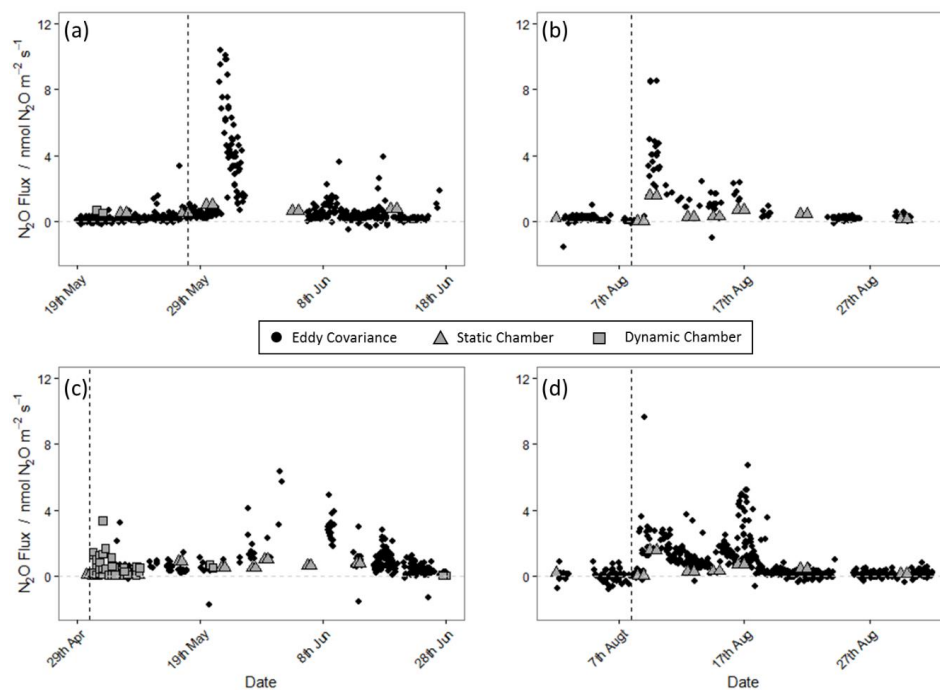 (a)
(b)
N₂O Flux / nmol N₂O m⁻² s⁻¹
12
8
4
0
12
8
4
0
19th May
29th May
8th Jun
18th Jun
7th Aug
17th Aug
27th Aug
Eddy Covariance
Static Chamber
Dynamic Chamber
(c)
(d)
N₂O Flux / nmol N₂O m⁻² s⁻¹
12
8
4
0
12
8
4
0
29th Apr
19th May
8th Jun
28th Jun
7th Augt
17th Aug
27th Aug
Date
Date